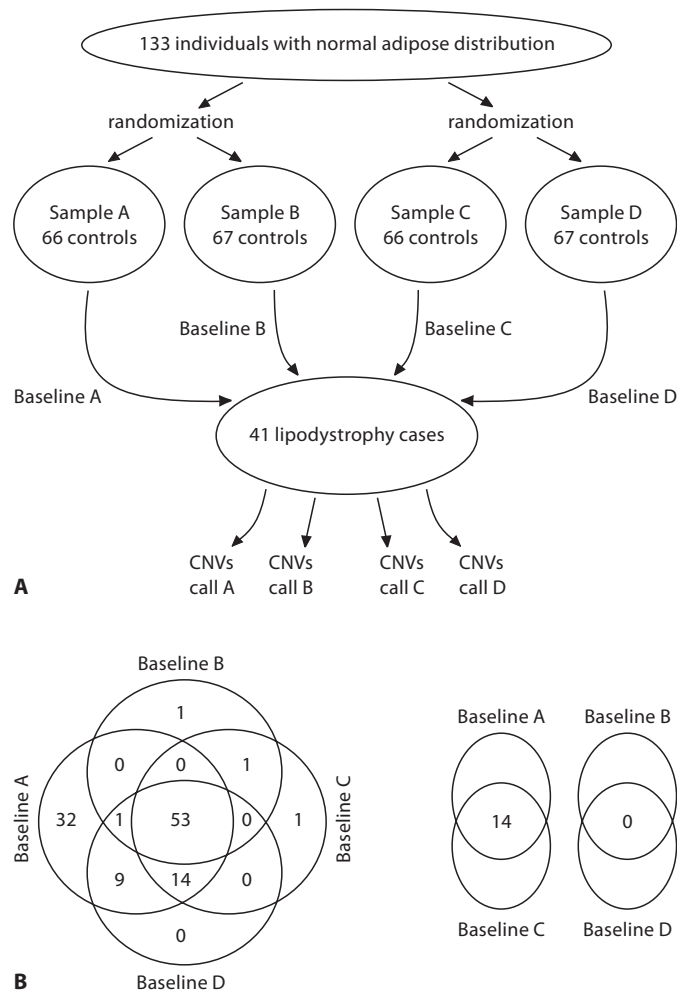 133 individuals with normal adipose distribution
randomization
randomization
Sample A
66 controls
Sample B
67 controls
Sample C
66 controls
Sample D
67 controls
Baseline B
Baseline C
Baseline A
Baseline D
41 lipodystrophy cases
CNVs
call A
CNVs
call B
CNVs
call C
CNVs
call D
A
Baseline B
1
0
0
1
Baseline A
32
1
53
0
1
Baseline C
9
14
0
0
Baseline D
Baseline A
14
Baseline C
Baseline B
0
Baseline D
B